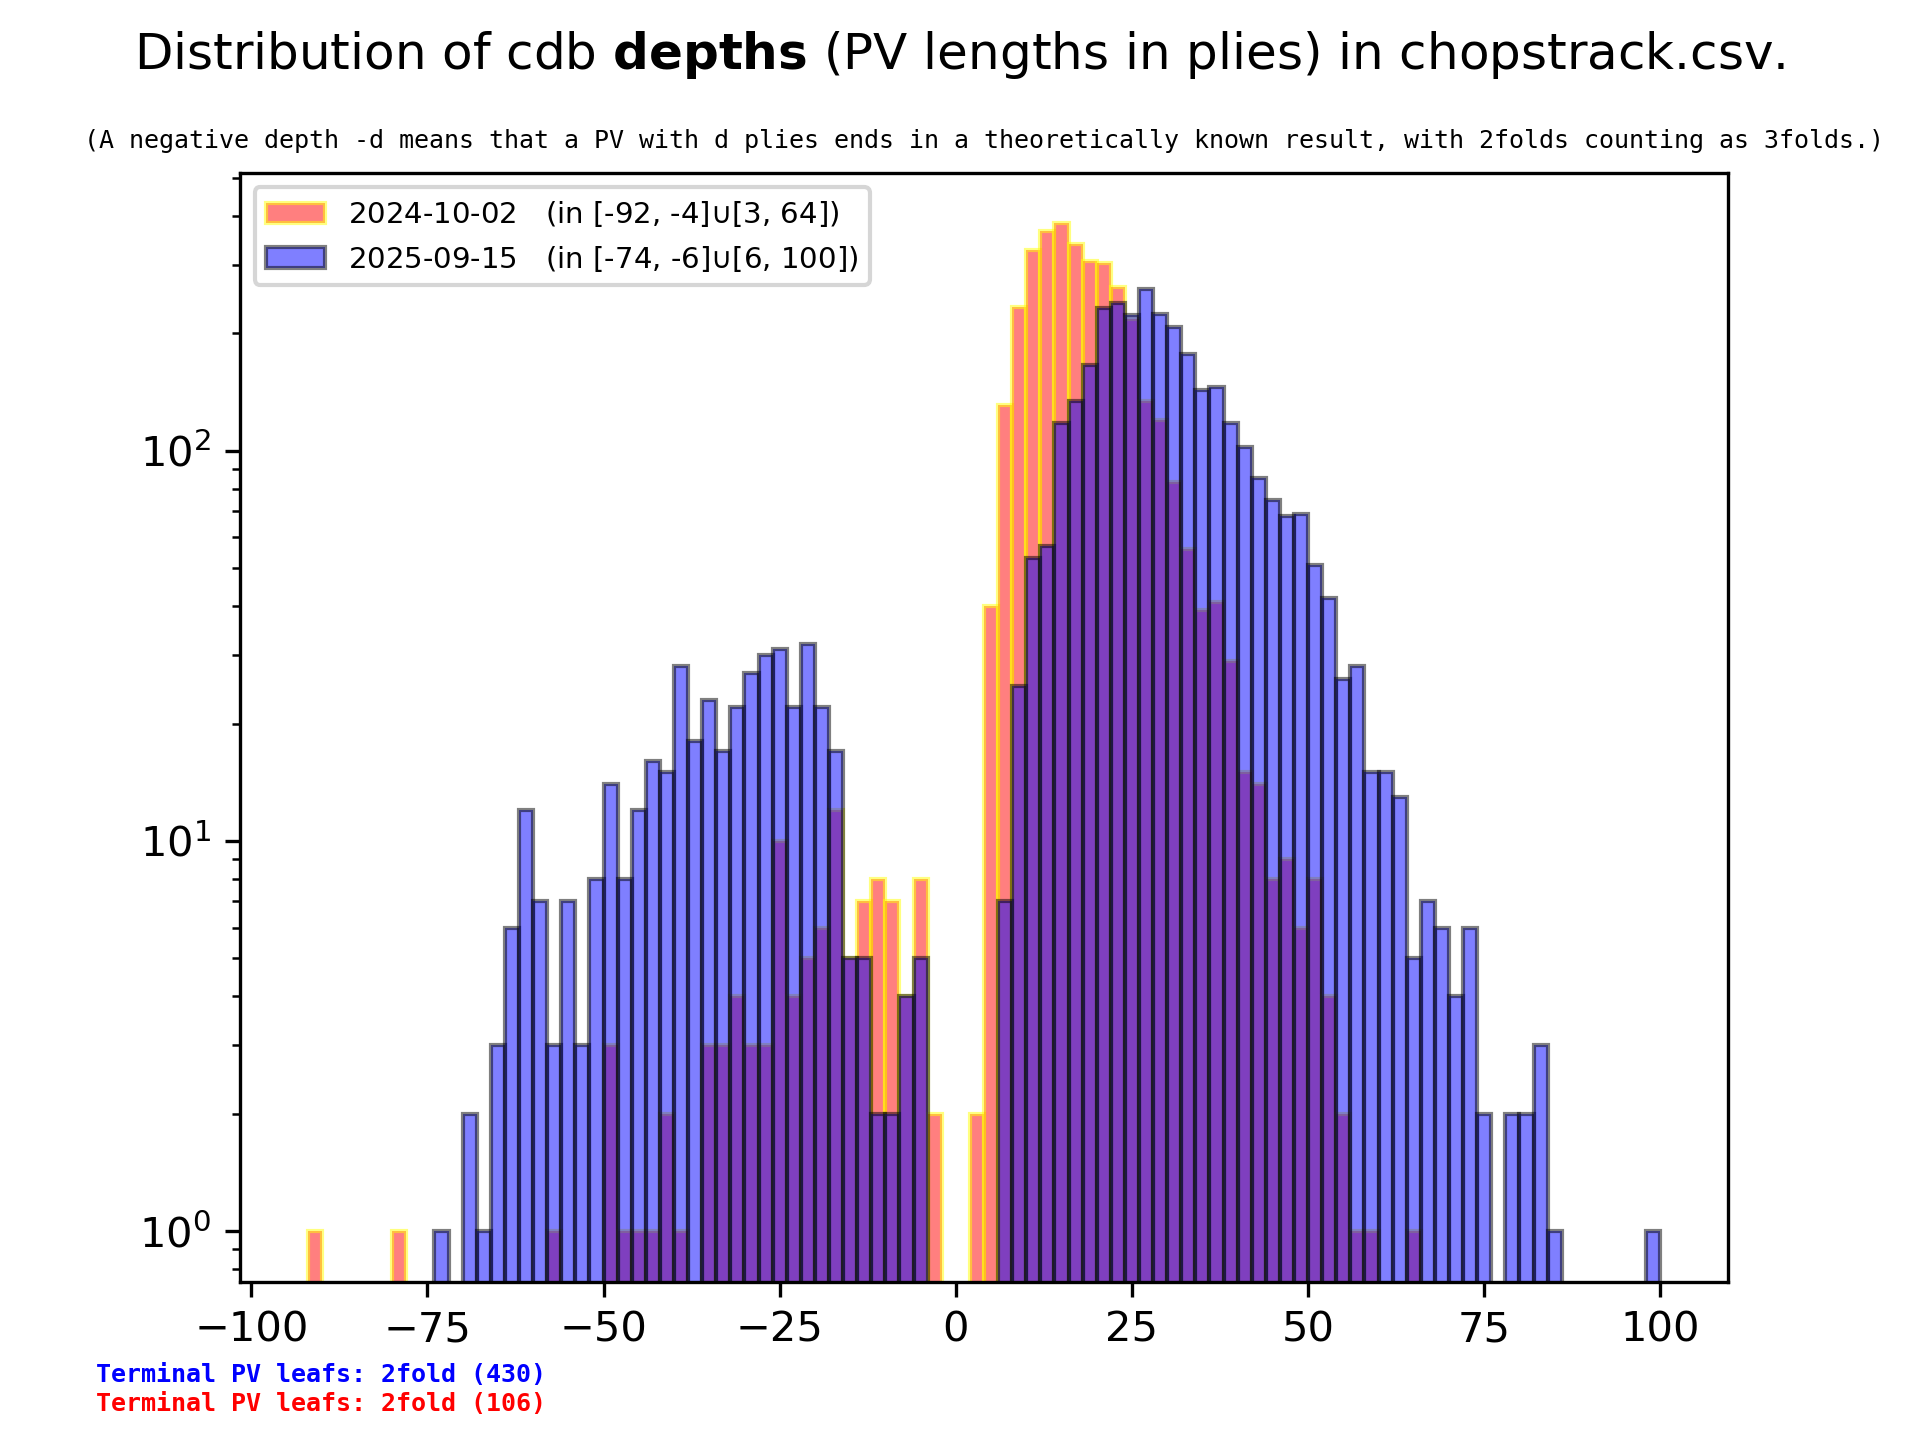 Distribution of cdb depths (PV lengths in plies) in chopstrack.csv.
(A negative depth -d means that a PV with d plies ends in a theoretically known result, with 2folds counting as 3folds.)
2024-10-02 (in [-92, -4]∪[3, 64])
2025-09-15 (in [-74, -6]∪[6, 100])
10²
10¹
10⁰
−100 −75 −50 −25 0 25 50 75 100
Terminal PV leafs: 2fold (430)
Terminal PV leafs: 2fold (106)